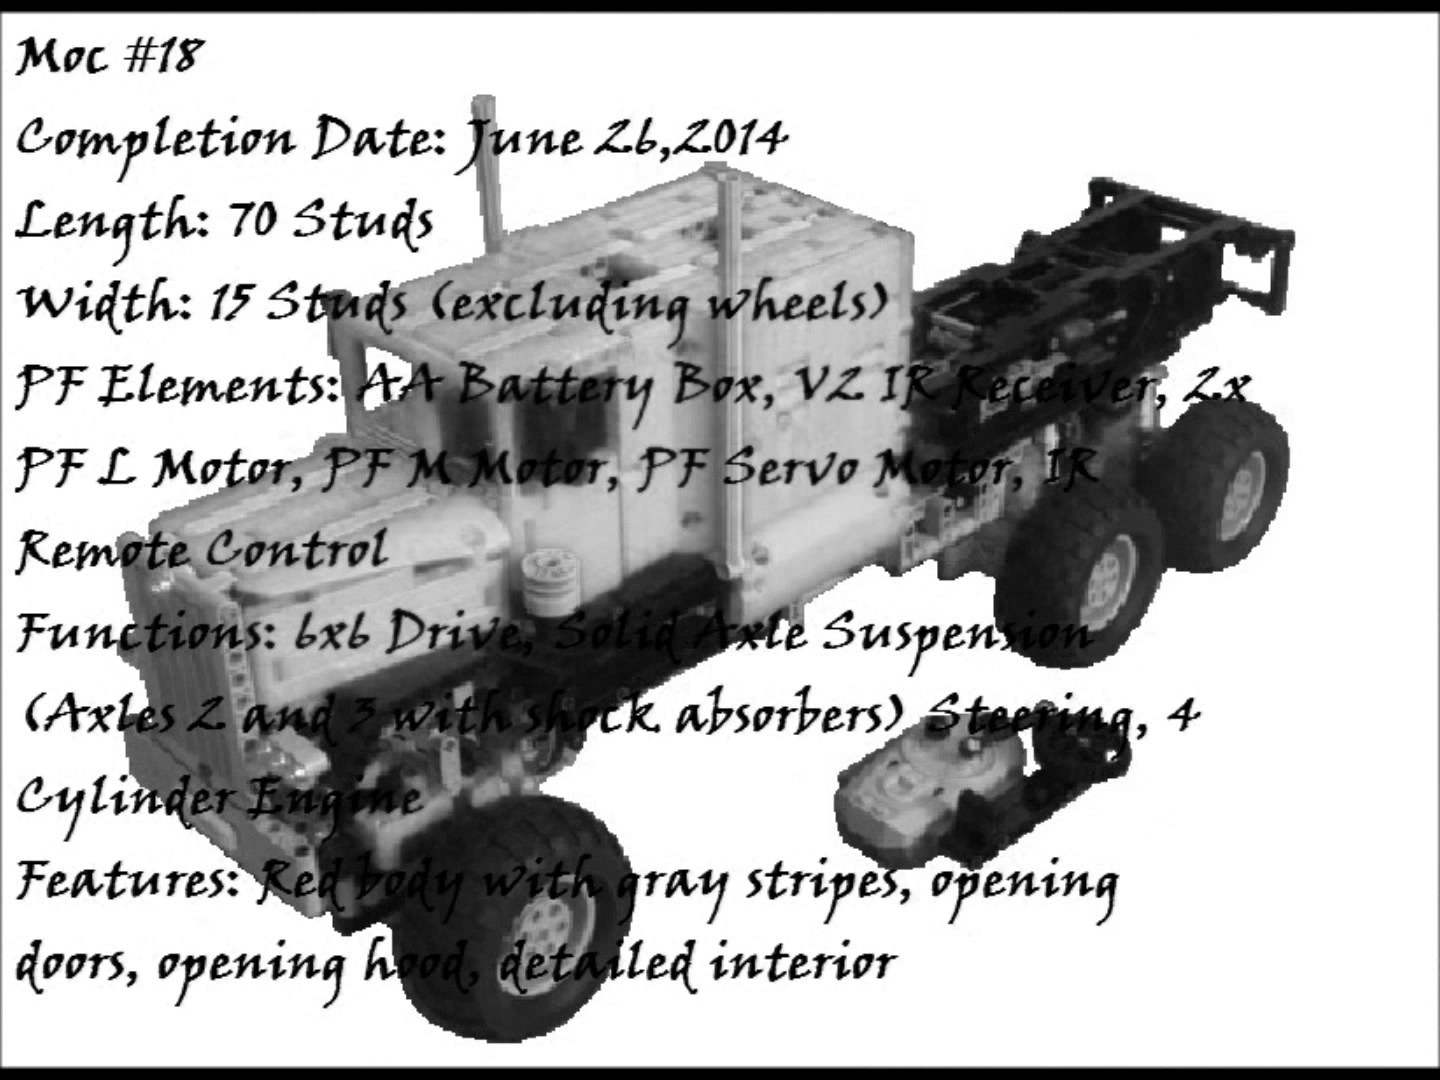 Moc #18
Completion Date: June 26,2014
Length: 70 Studs
Width: 15 Studs (excluding wheels)
PF Elements: AA Battery Box, V2 IR Receiver, 2x
PF L Motor, PF M Motor, PF Servo Motor, IR
Remote Control
Functions: 6x6 Drive, Solid Axle Suspension
(Axles 2 and 3 with shock absorbers) Steering, 4
Cylinder Engine
Features: Red body with gray stripes, opening
doors, opening hood, detailed interior